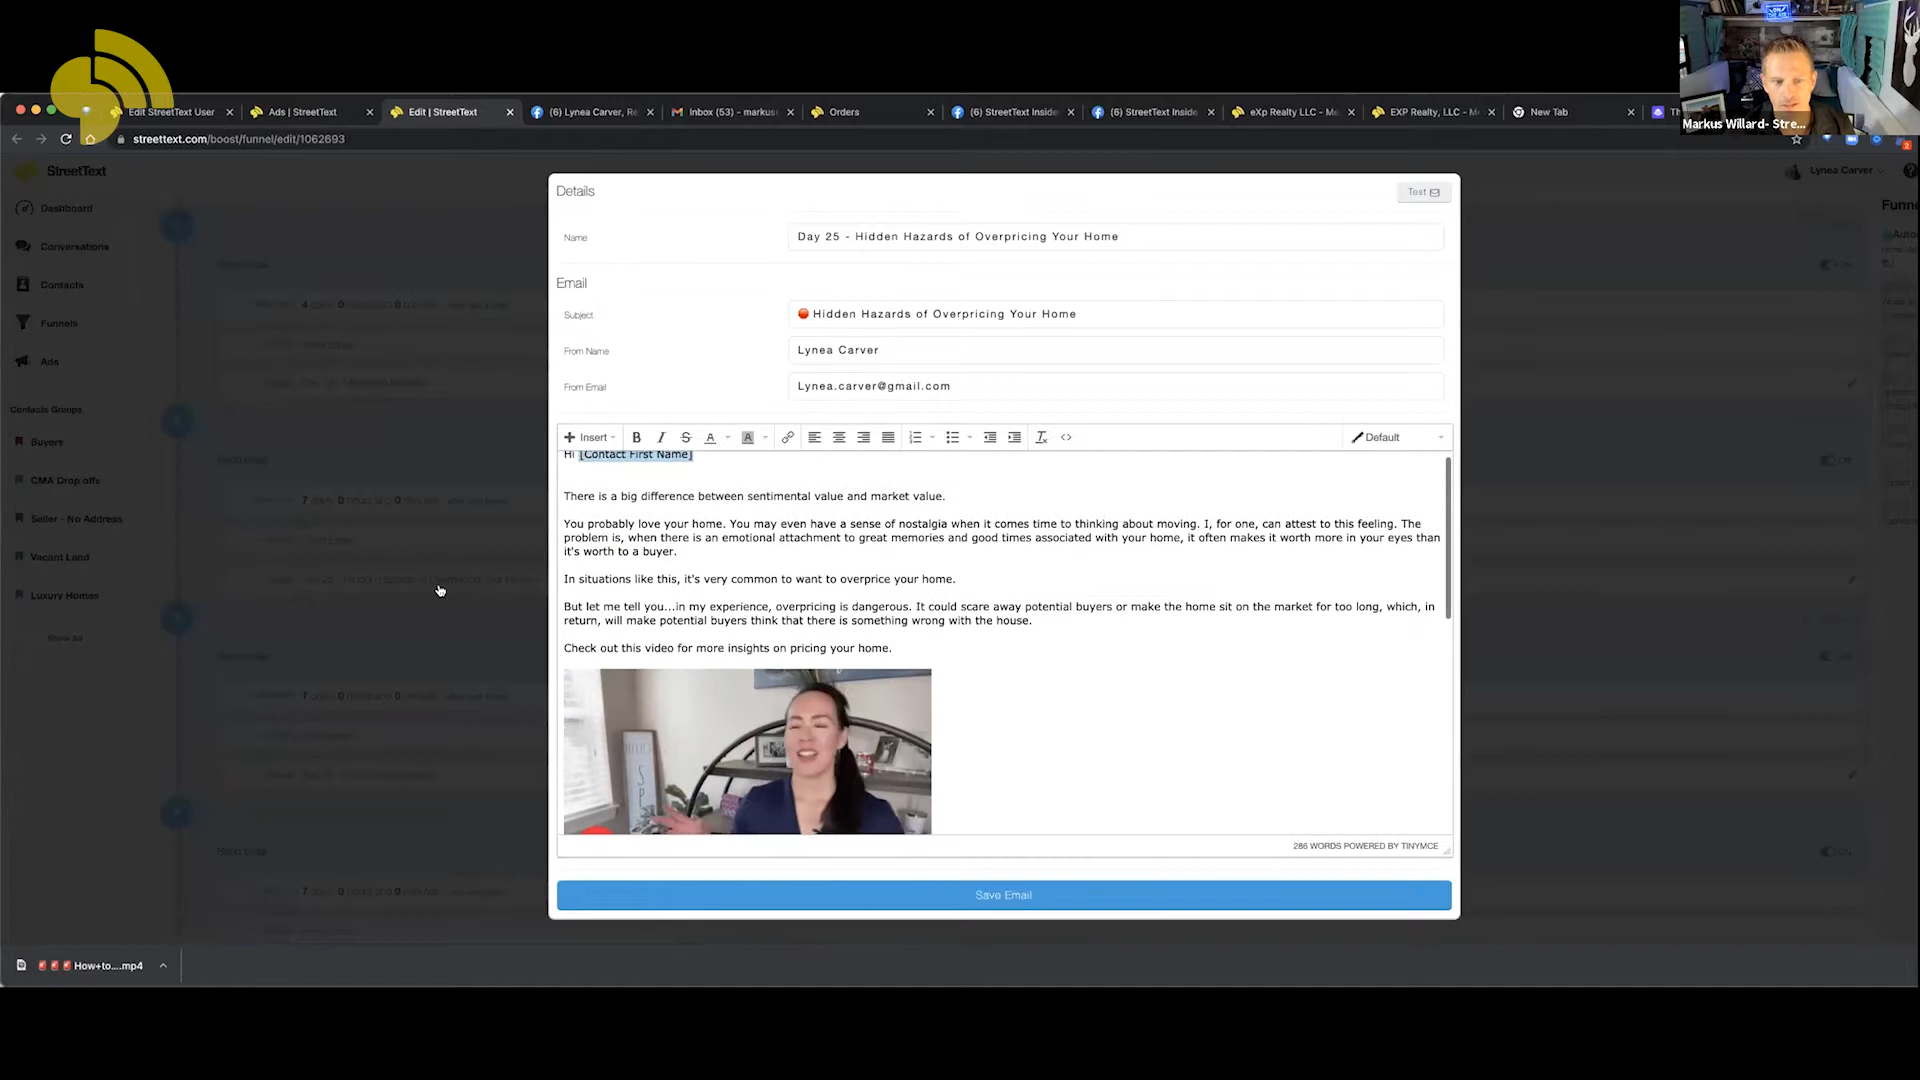 Edit StreetText User
Ads | StreetText
Edit | StreetText
(6) Lynea Carver, Re
Inbox (53) - markus
Orders
(6) StreetText Inside
(6) StreetText Inside
eXp Realty LLC - Me
EXP Realty, LLC - M
New Tab
Markus Willard- Stre...
streettext.com/boost/funnel/edit/1062693
StreetText
Lynea Carver
Dashboard
Conversations
Contacts
Funnels
Ads
Contacts Groups
Buyers
CMA Drop offs
Seller - No Address
Vacant Land
Luxury Homes
Show All
Details
Test
Name
Day 25 - Hidden Hazards of Overpricing Your Home
Email
Subject
Hidden Hazards of Overpricing Your Home
From Name
Lynea Carver
From Email
Lynea.carver@gmail.com
Insert
Default
Hi [Contact First Name]
There is a big difference between sentimental value and market value.
You probably love your home. You may even have a sense of nostalgia when it comes time to thinking about moving. I, for one, can attest to this feeling. The
problem is, when there is an emotional attachment to great memories and good times associated with your home, it often makes it worth more in your eyes than
it's worth to a buyer.
In situations like this, it's very common to want to overprice your home.
But let me tell you...in my experience, overpricing is dangerous. It could scare away potential buyers or make the home sit on the market for too long, which, in
return, will make potential buyers think that there is something wrong with the house.
Check out this video for more insights on pricing your home.
286 WORDS POWERED BY TINYMCE
Save Email
How+to....mp4